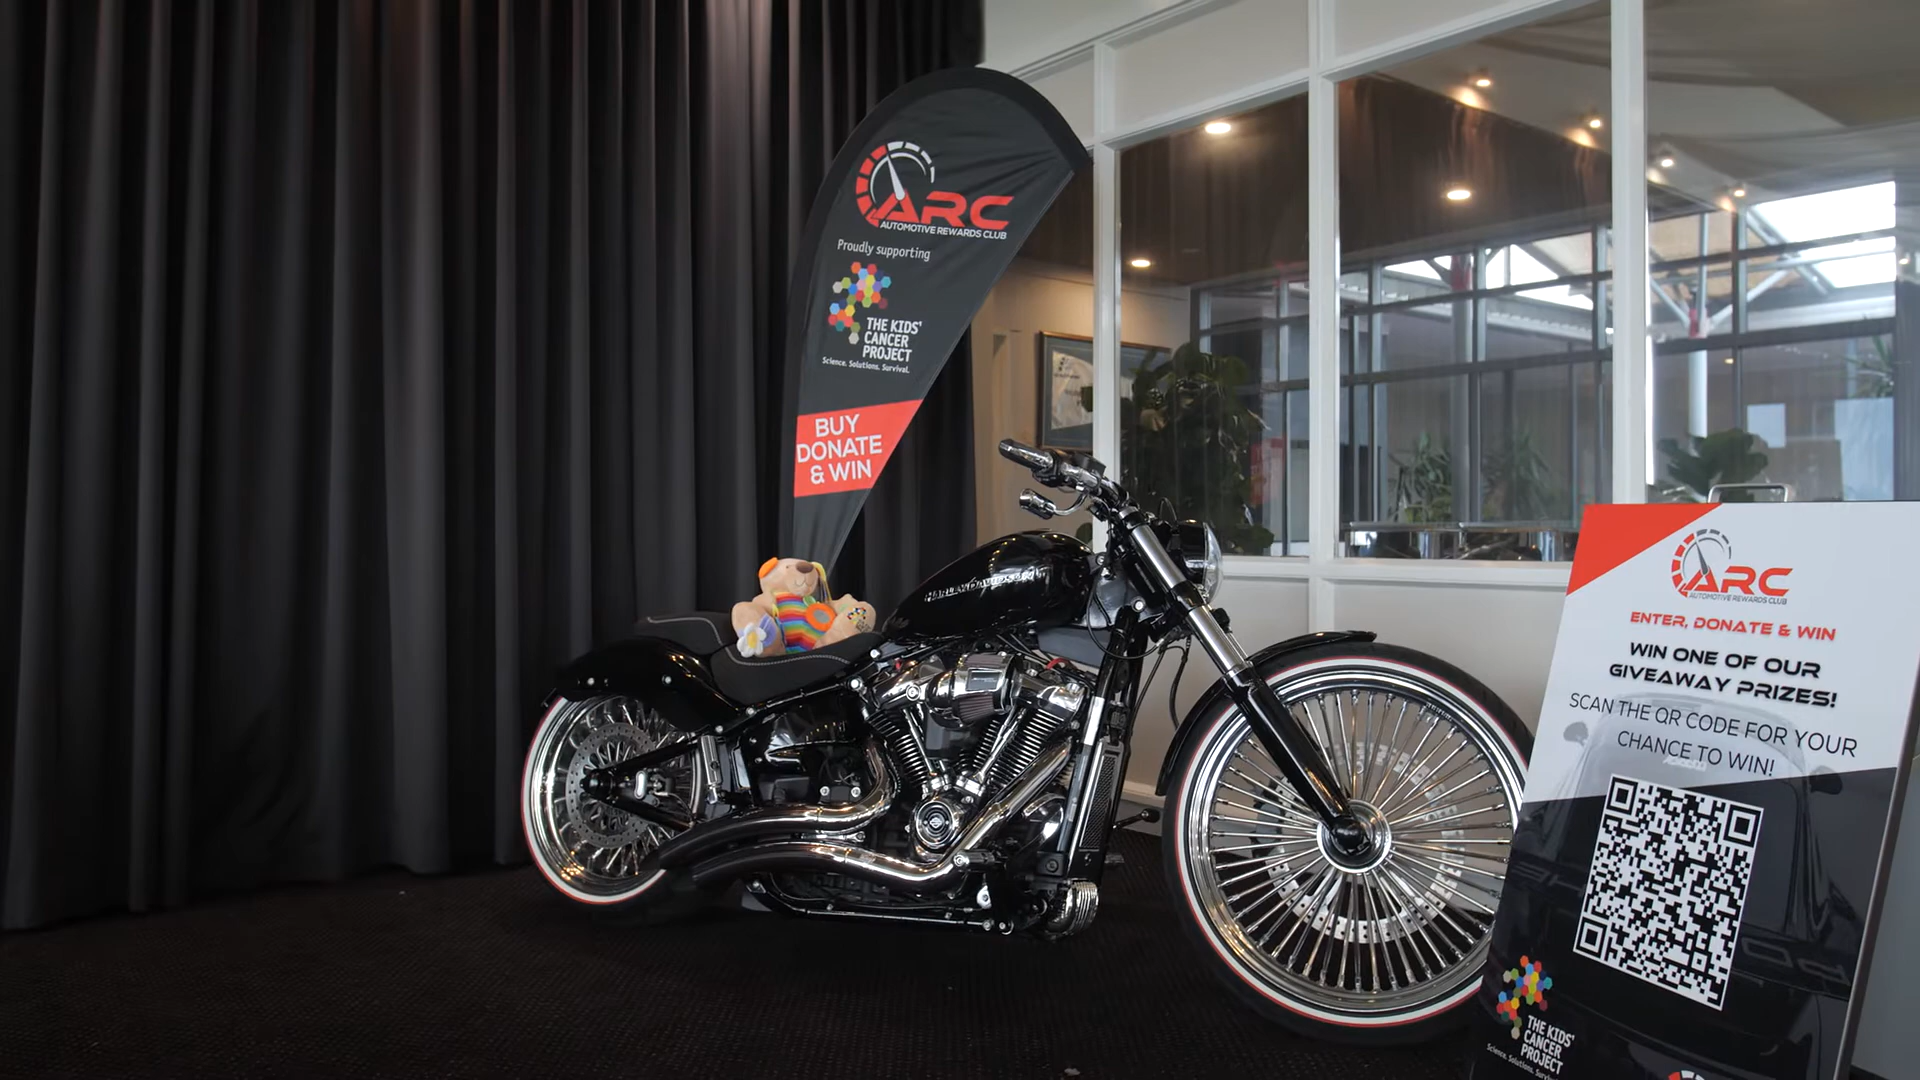 ARC
AUTOMOTIVE REWARDS CLUB
Proudly supporting
THE KIDS'
CANCER
PROJECT
Science. Solutions. Survival.
BUY
DONATE
& WIN
HARLEY-DAVIDSON
ARC
AUTOMOTIVE REWARDS CLUB
ENTER, DONATE & WIN
WIN ONE OF OUR
GIVEAWAY PRIZES!
SCAN THE QR CODE FOR YOUR
CHANCE TO WIN!
THE KIDS'
CANCER
PROJECT
Science. Solutions.